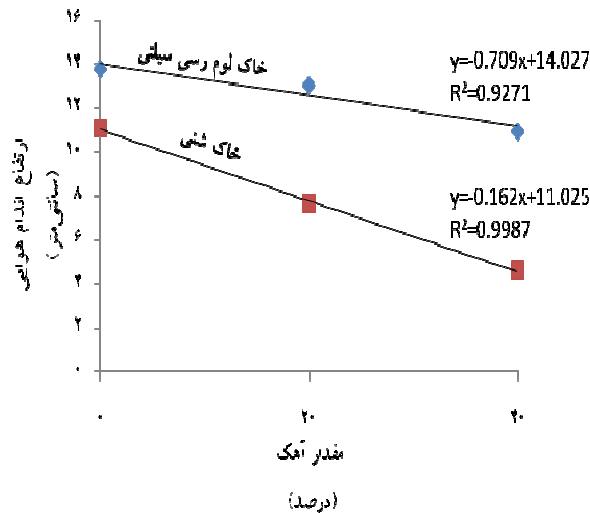 ۱۶
۱۴
۱۲
۱۰
۸
۶
۴
۲
۰
ارتفاع اندام هوایی
(سانتی‌متر)
خاک لوم رسی سیلتی
y=-0.709x+14.027
R²=0.9271
خاک شنی
y=-0.162x+11.025
R²=0.9987
۰ ۲۰ ۴۰
مقدار آهک
(درصد)